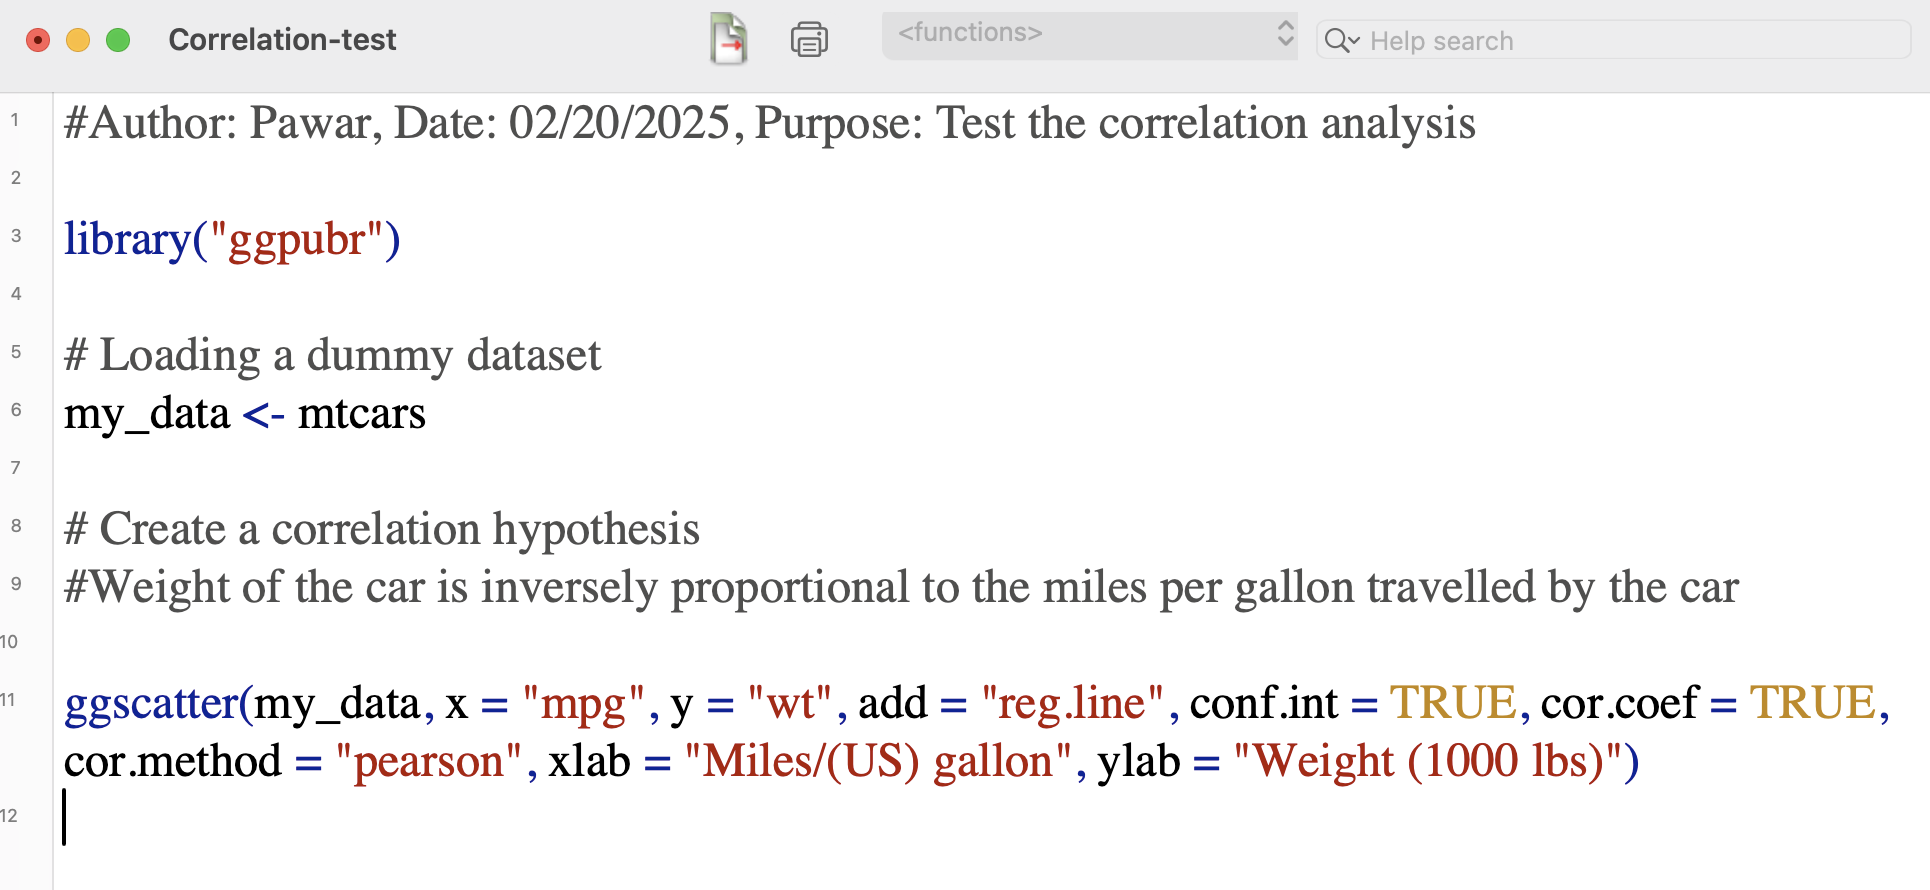 Correlation-test
<functions>
Help search
1 #Author: Pawar, Date: 02/20/2025, Purpose: Test the correlation analysis
2
3 library("ggpubr")
4
5 # Loading a dummy dataset
6 my_data <- mtcars
7
8 # Create a correlation hypothesis
9 #Weight of the car is inversely proportional to the miles per gallon travelled by the car
10
11 ggscatter(my_data, x = "mpg", y = "wt", add = "reg.line", conf.int = TRUE, cor.coef = TRUE,
cor.method = "pearson", xlab = "Miles/(US) gallon", ylab = "Weight (1000 lbs)")
12